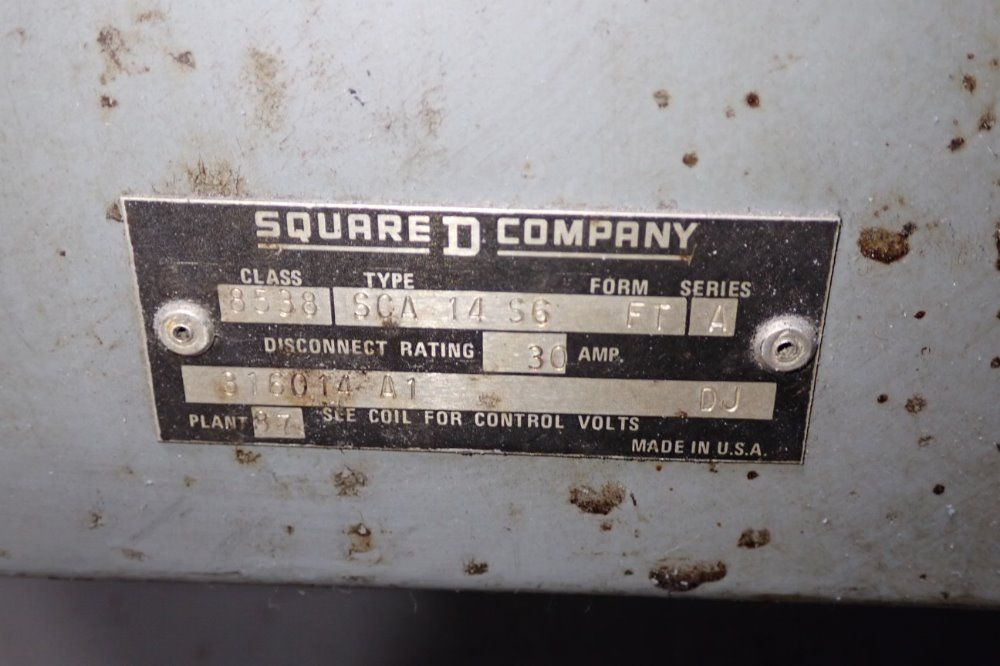 SQUARE D COMPANY
CLASS TYPE FORM SERIES
8538 SCA 14 SG FT A
DISCONNECT RATING 30 AMP.
816014 A1 DJ
PLANT 87 SEE COIL FOR CONTROL VOLTS
MADE IN U.S.A.